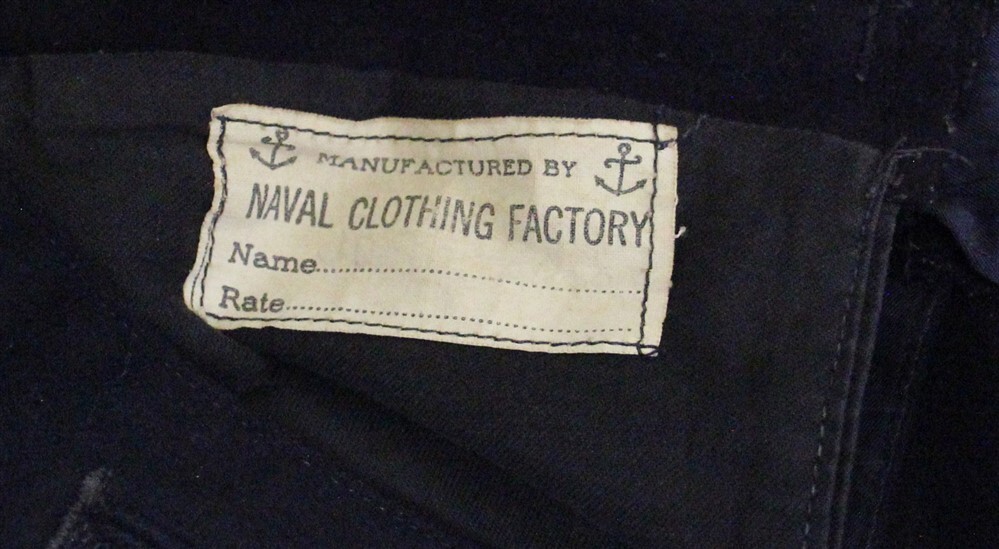 MANUFACTURED BY
NAVAL CLOTHING FACTORY
Name...............................................
Rate...................................................